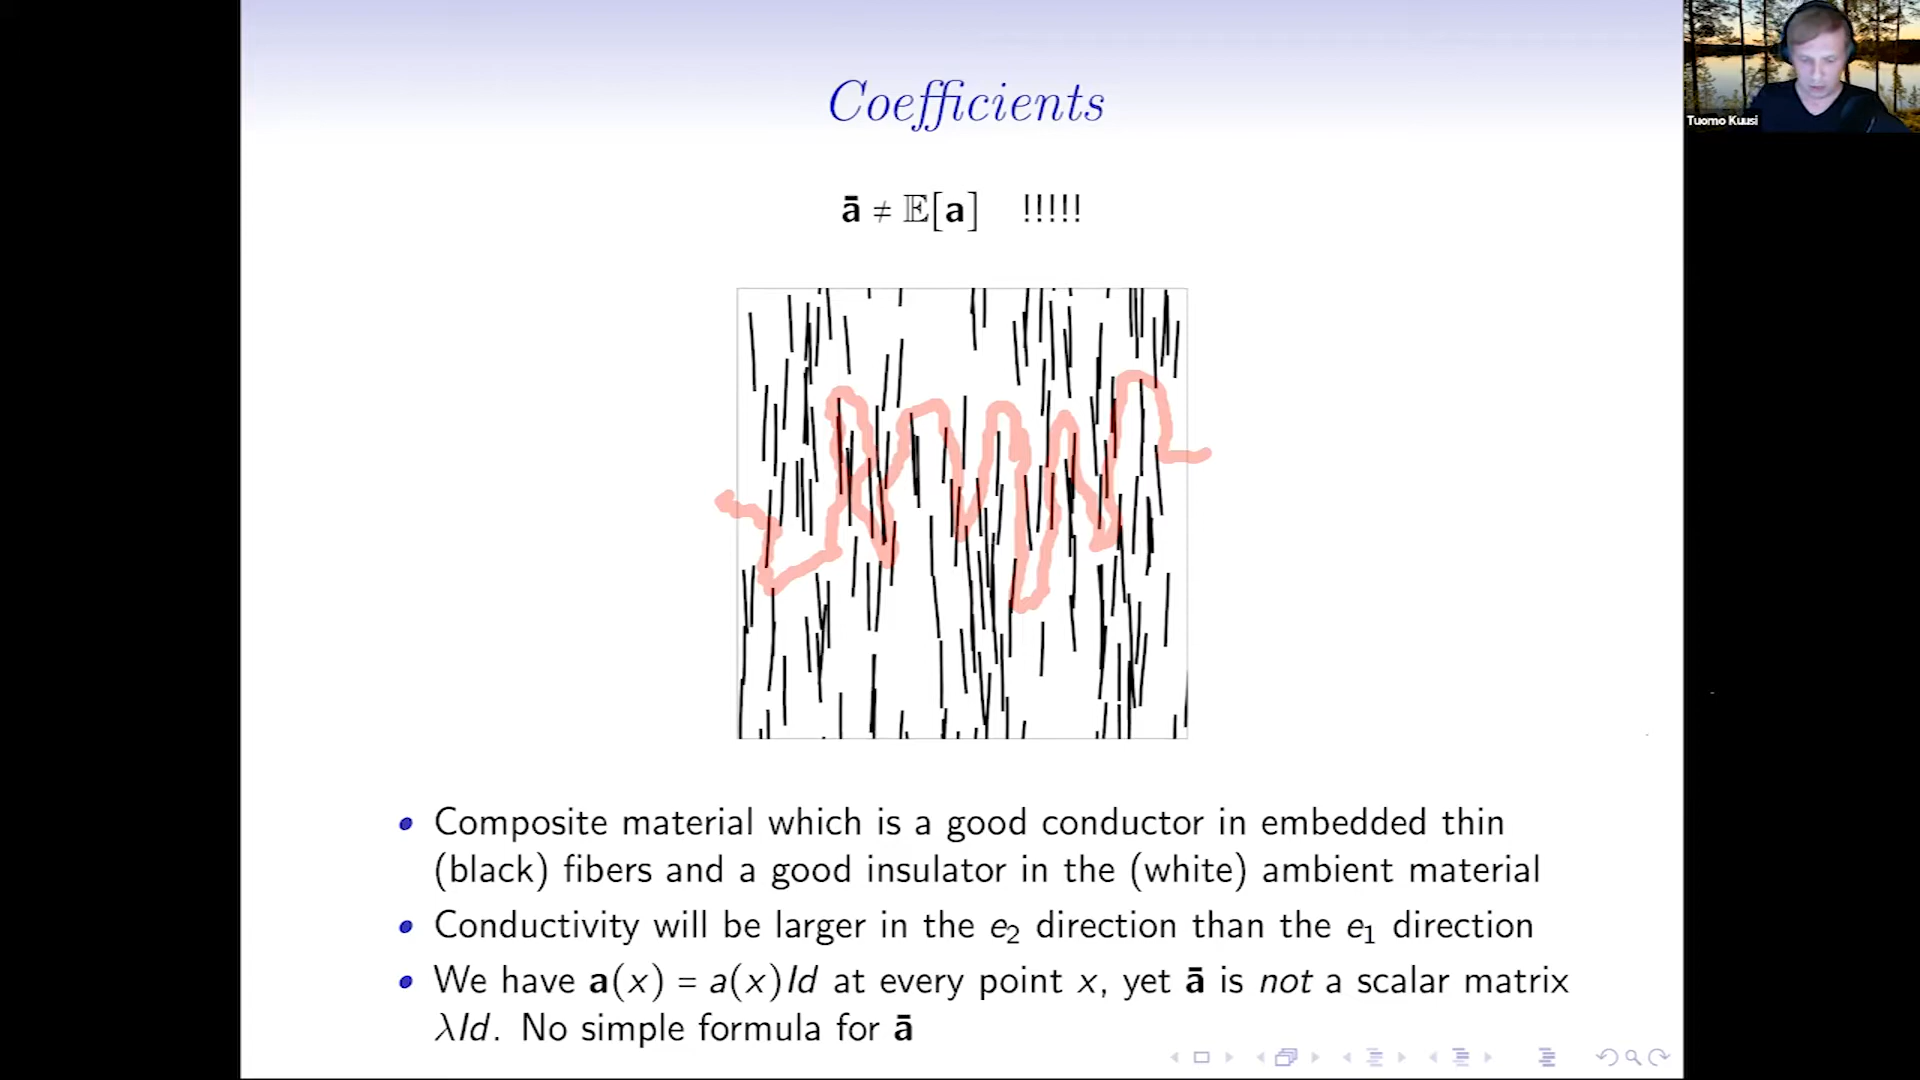 Coefficients
Tuomo Kuusi
ā ≠ 𝔼[a] !!!!!
• Composite material which is a good conductor in embedded thin
(black) fibers and a good insulator in the (white) ambient material
• Conductivity will be larger in the e₂ direction than the e₁ direction
• We have a(x) = a(x)Id at every point x, yet ā is not a scalar matrix
λId. No simple formula for ā